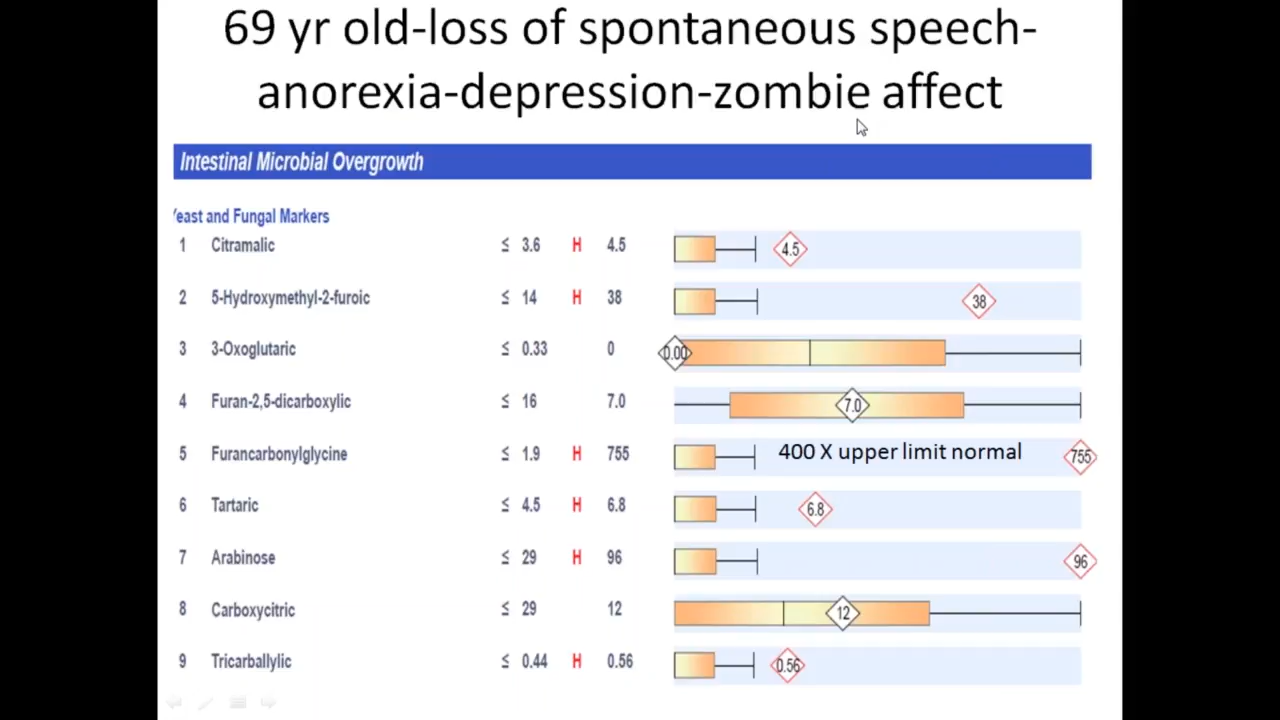 69 yr old-loss of spontaneous speech-
anorexia-depression-zombie affect
Intestinal Microbial Overgrowth
Yeast and Fungal Markers
1 Citramalic ≤ 3.6 H 4.5 4.5
2 5-Hydroxymethyl-2-furoic ≤ 14 H 38 38
3 3-Oxoglutaric ≤ 0.33 0 0.00
4 Furan-2,5-dicarboxylic ≤ 16 7.0 7.0
5 Furancarbonylglycine ≤ 1.9 H 755 400 X upper limit normal 755
6 Tartaric ≤ 4.5 H 6.8 6.8
7 Arabinose ≤ 29 H 96 96
8 Carboxycitric ≤ 29 12 12
9 Tricarballylic ≤ 0.44 H 0.56 0.56